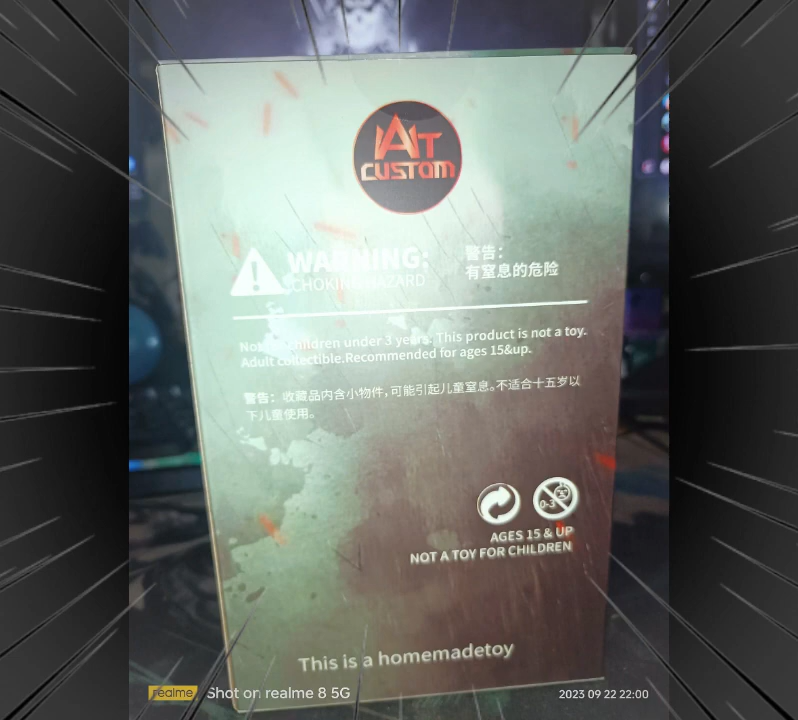 AT
CUSTOM
WARNING:
CHOKING HAZARD
警告：
有窒息的危险
Not children under 3 years. This product is not a toy.
Adult collectible.Recommended for ages 15&up.
警告：收藏品内含小物件，可能引起儿童窒息。不适合十五岁以
下儿童使用。
0-3
AGES 15 & UP
NOT A TOY FOR CHILDREN
This is a homemadetoy
realme Shot on realme 8 5G
2023 09 22 22:00